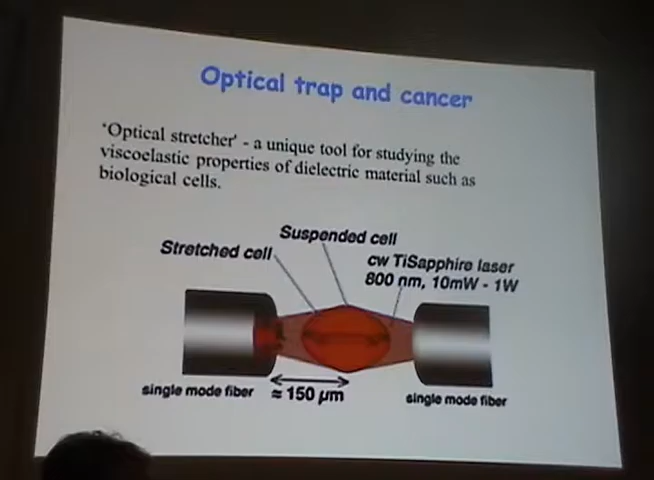 Optical trap and cancer
'Optical stretcher' - a unique tool for studying the
viscoelastic properties of dielectric material such as
biological cells.
Suspended cell
Stretched cell
cw TiSapphire laser
800 nm, 10mW - 1W
single mode fiber
≈ 150 µm
single mode fiber